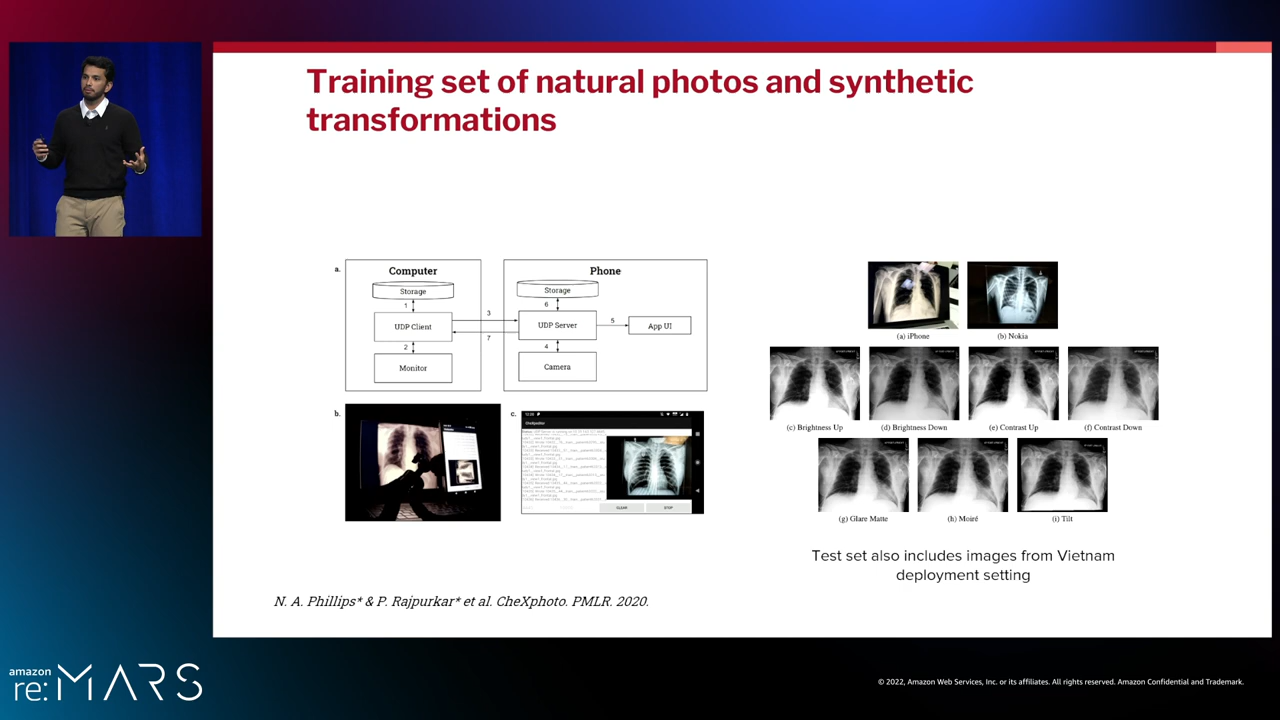 Training set of natural photos and synthetic
transformations
a.
Computer
Storage
1
UDP Client
2
Monitor
3
7
Phone
Storage
6
UDP Server
5
App UI
4
Camera
b.
c.
CheXpeditor
CLEAR
STOP
(a) iPhone
(b) Nokia
(c) Brightness Up
(d) Brightness Down
(e) Contrast Up
(f) Contrast Down
(g) Glare Matte
(h) Moiré
(i) Tilt
Test set also includes images from Vietnam
deployment setting
N. A. Phillips* & P. Rajpurkar* et al. CheXphoto. PMLR. 2020.
amazon
re:MARS
© 2022, Amazon Web Services, Inc. or its affiliates. All rights reserved. Amazon Confidential and Trademark.